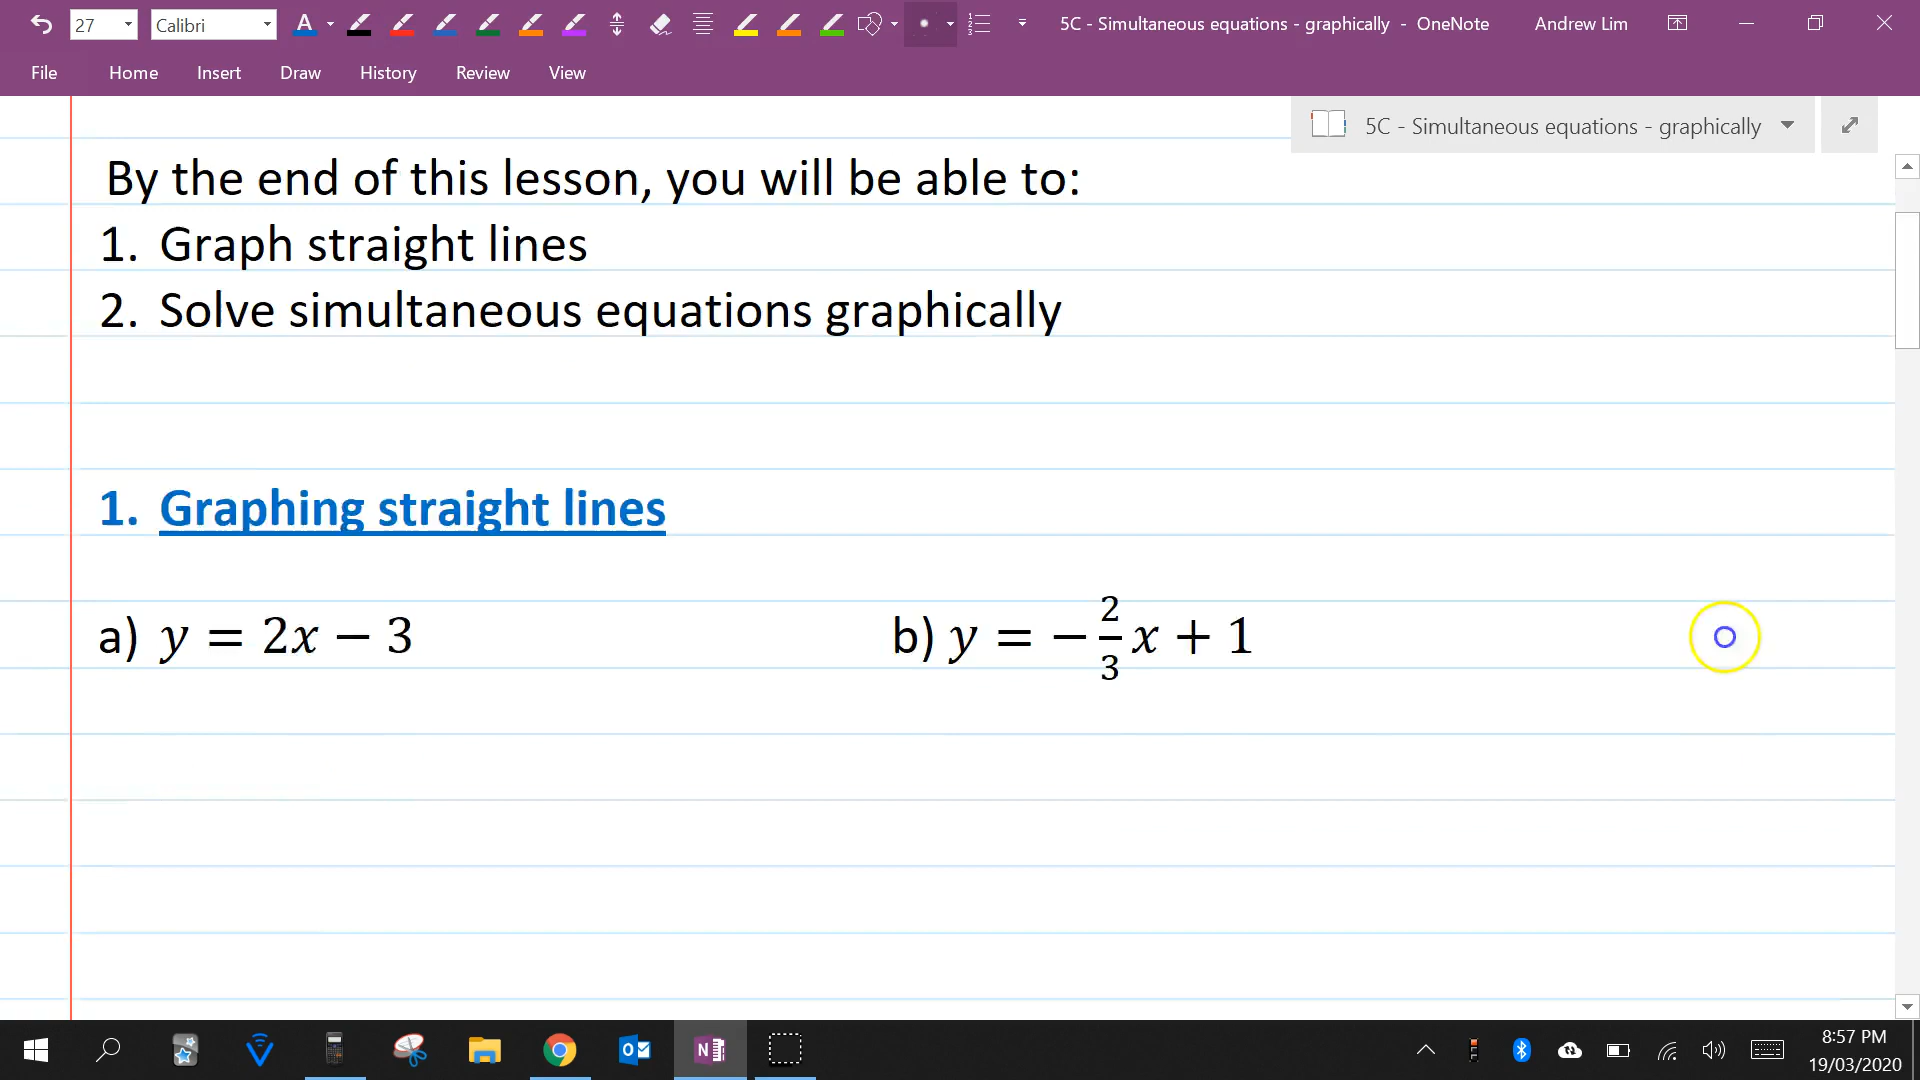 27 Calibri A 5C - Simultaneous equations - graphically - OneNote Andrew Lim
File Home Insert Draw History Review View
5C - Simultaneous equations - graphically
By the end of this lesson, you will be able to:
1. Graph straight lines
2. Solve simultaneous equations graphically
1. Graphing straight lines
a) y = 2x − 3
b) y = −2/3 x + 1
8:57 PM
19/03/2020